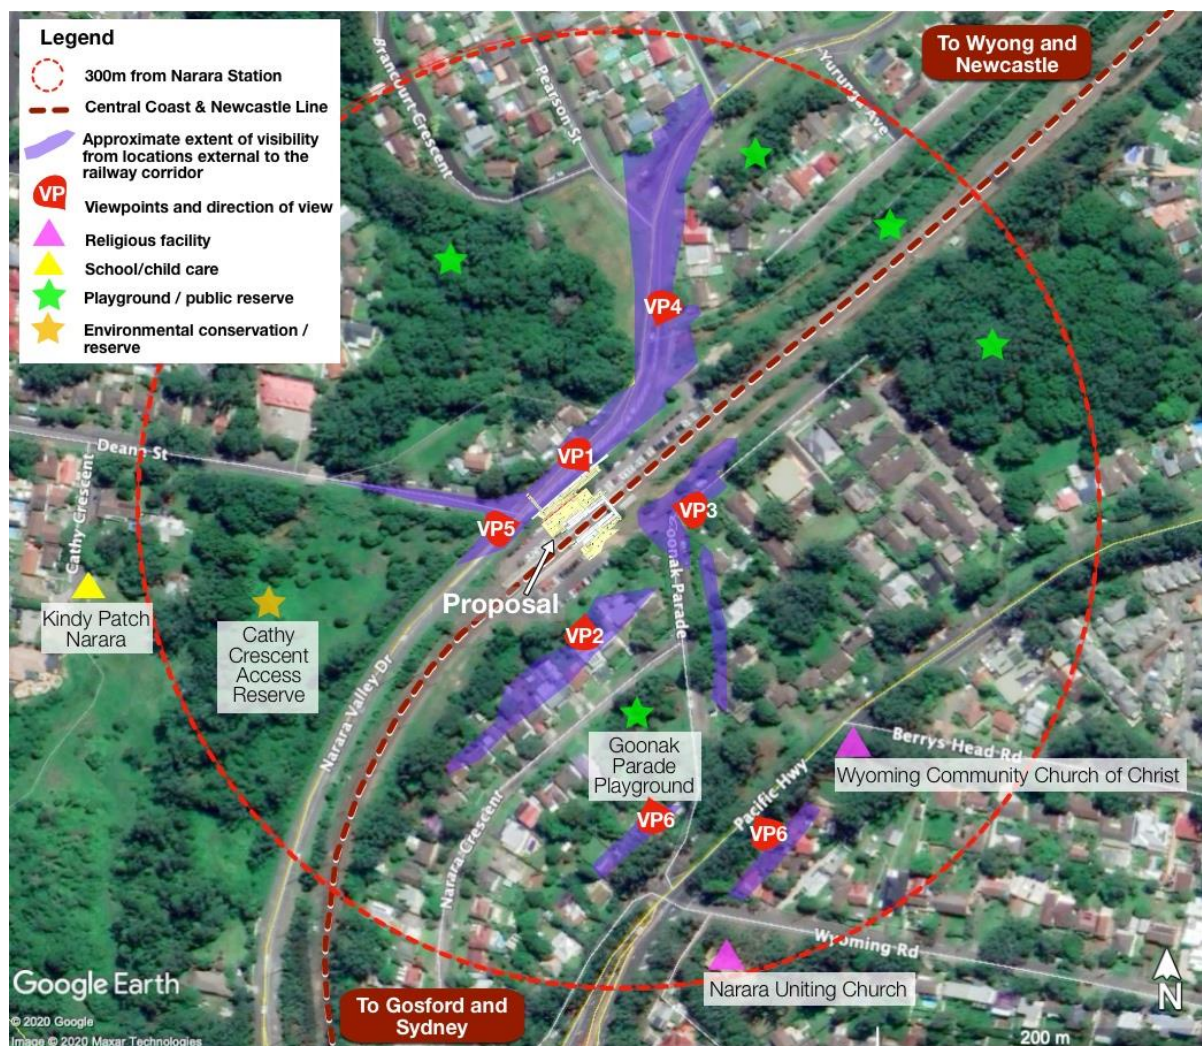 Legend
300m from Narara Station
Central Coast & Newcastle Line
Approximate extent of visibility
from locations external to the
railway corridor
VP
Viewpoints and direction of view
Religious facility
School/child care
Playground / public reserve
Environmental conservation /
reserve
To Wyong and
Newcastle
Brancourt Crescent
Pearson St
Yurunga Ave
VP4
Deane St
Cathy Crescent
VP1
VP5
VP3
Goonak Parade
Proposal
Kindy Patch
Narara
Cathy
Crescent
Access
Reserve
VP2
Narara Valley Dr
Goonak
Parade
Playground
Berrys Head Rd
Wyoming Community Church of Christ
Pacific Hwy
VP6
VP6
Narara Crescent
Wyoming Rd
Narara Uniting Church
To Gosford and
Sydney
Google Earth
© 2020 Google
Image © 2020 Maxar Technologies
200 m
N